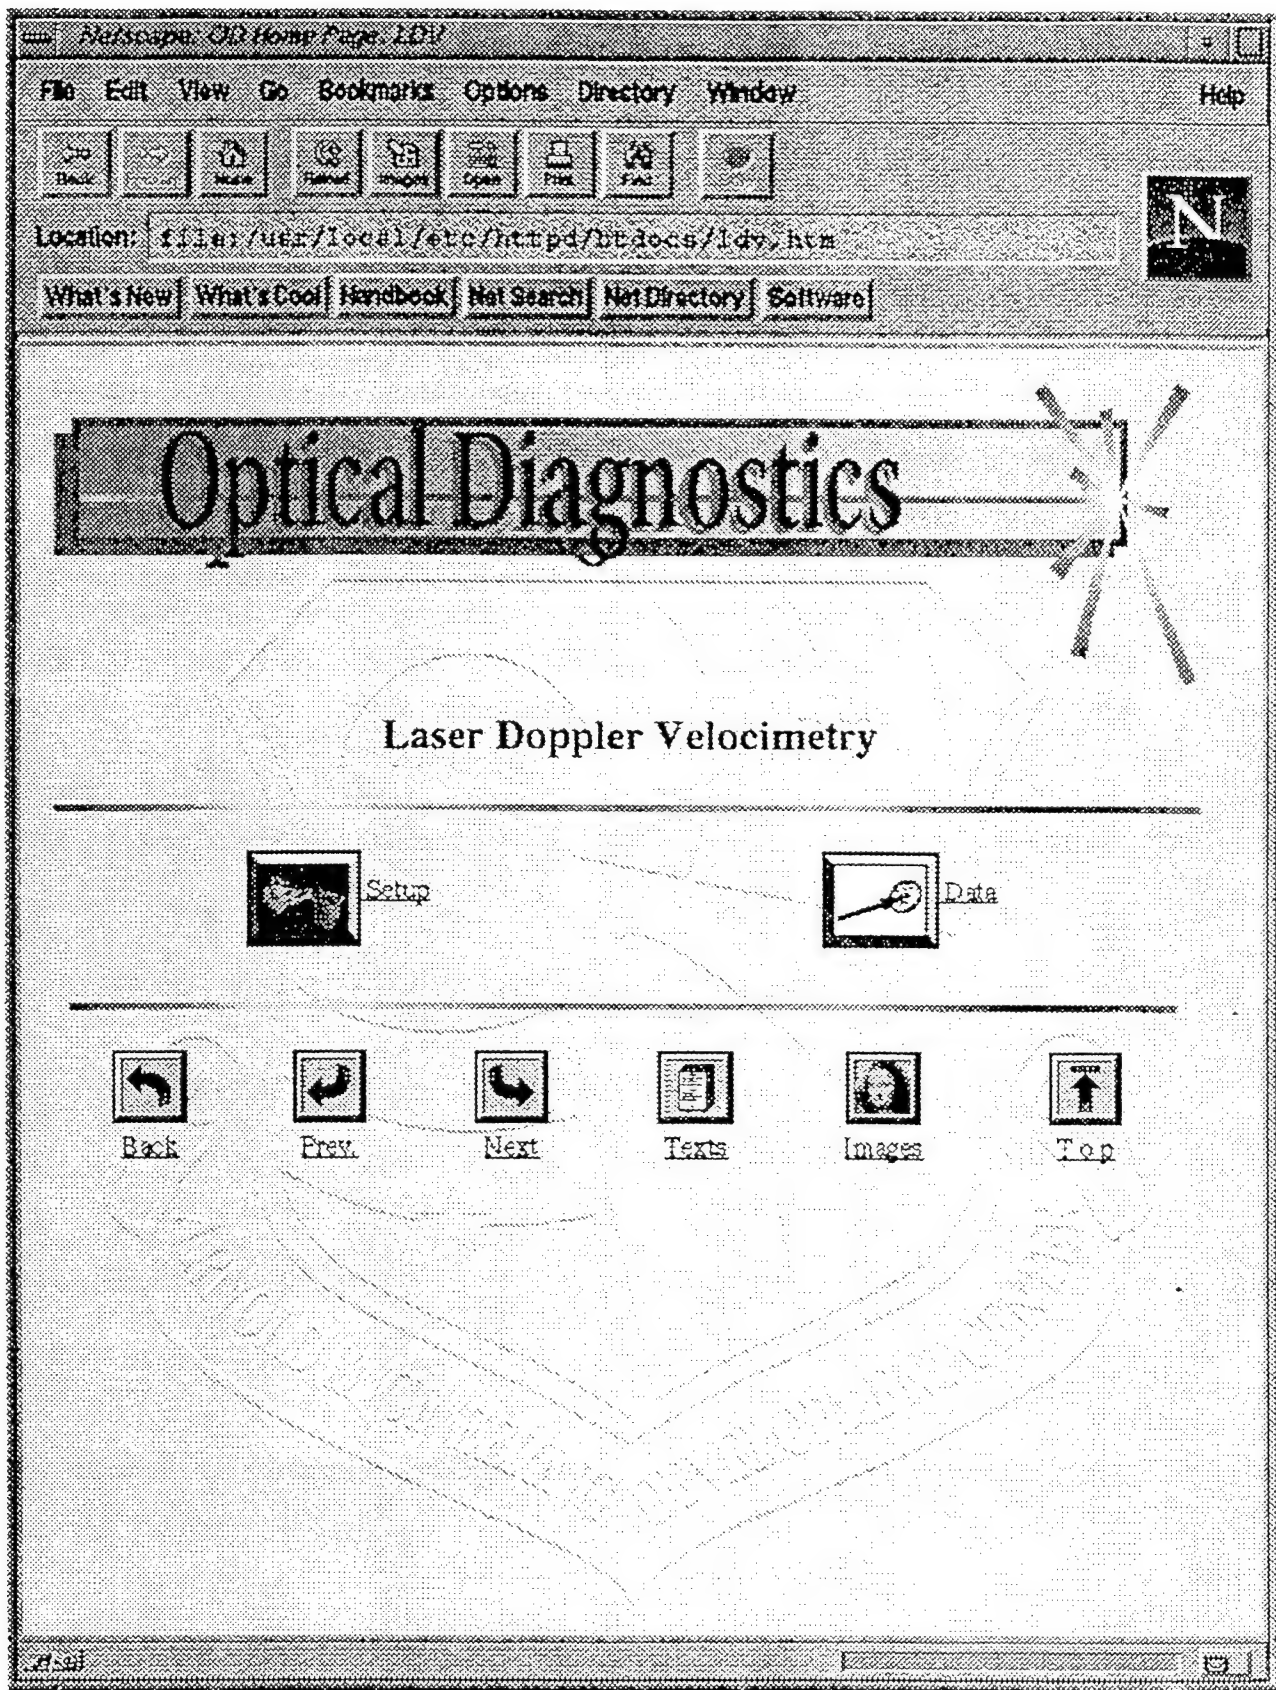 Netscape: OD Home Page, LDV
File Edit View Go Bookmarks Options Directory Window Help
Back Home Reload Images Open Print Find
N
Location: file:/usr/local/etc/httpd/htdocs/ldv.htm
What's New What's Cool Handbook Net Search Net Directory Software
Optical Diagnostics
Laser Doppler Velocimetry
Setup Data
Back Prev. Next Texts Images Top